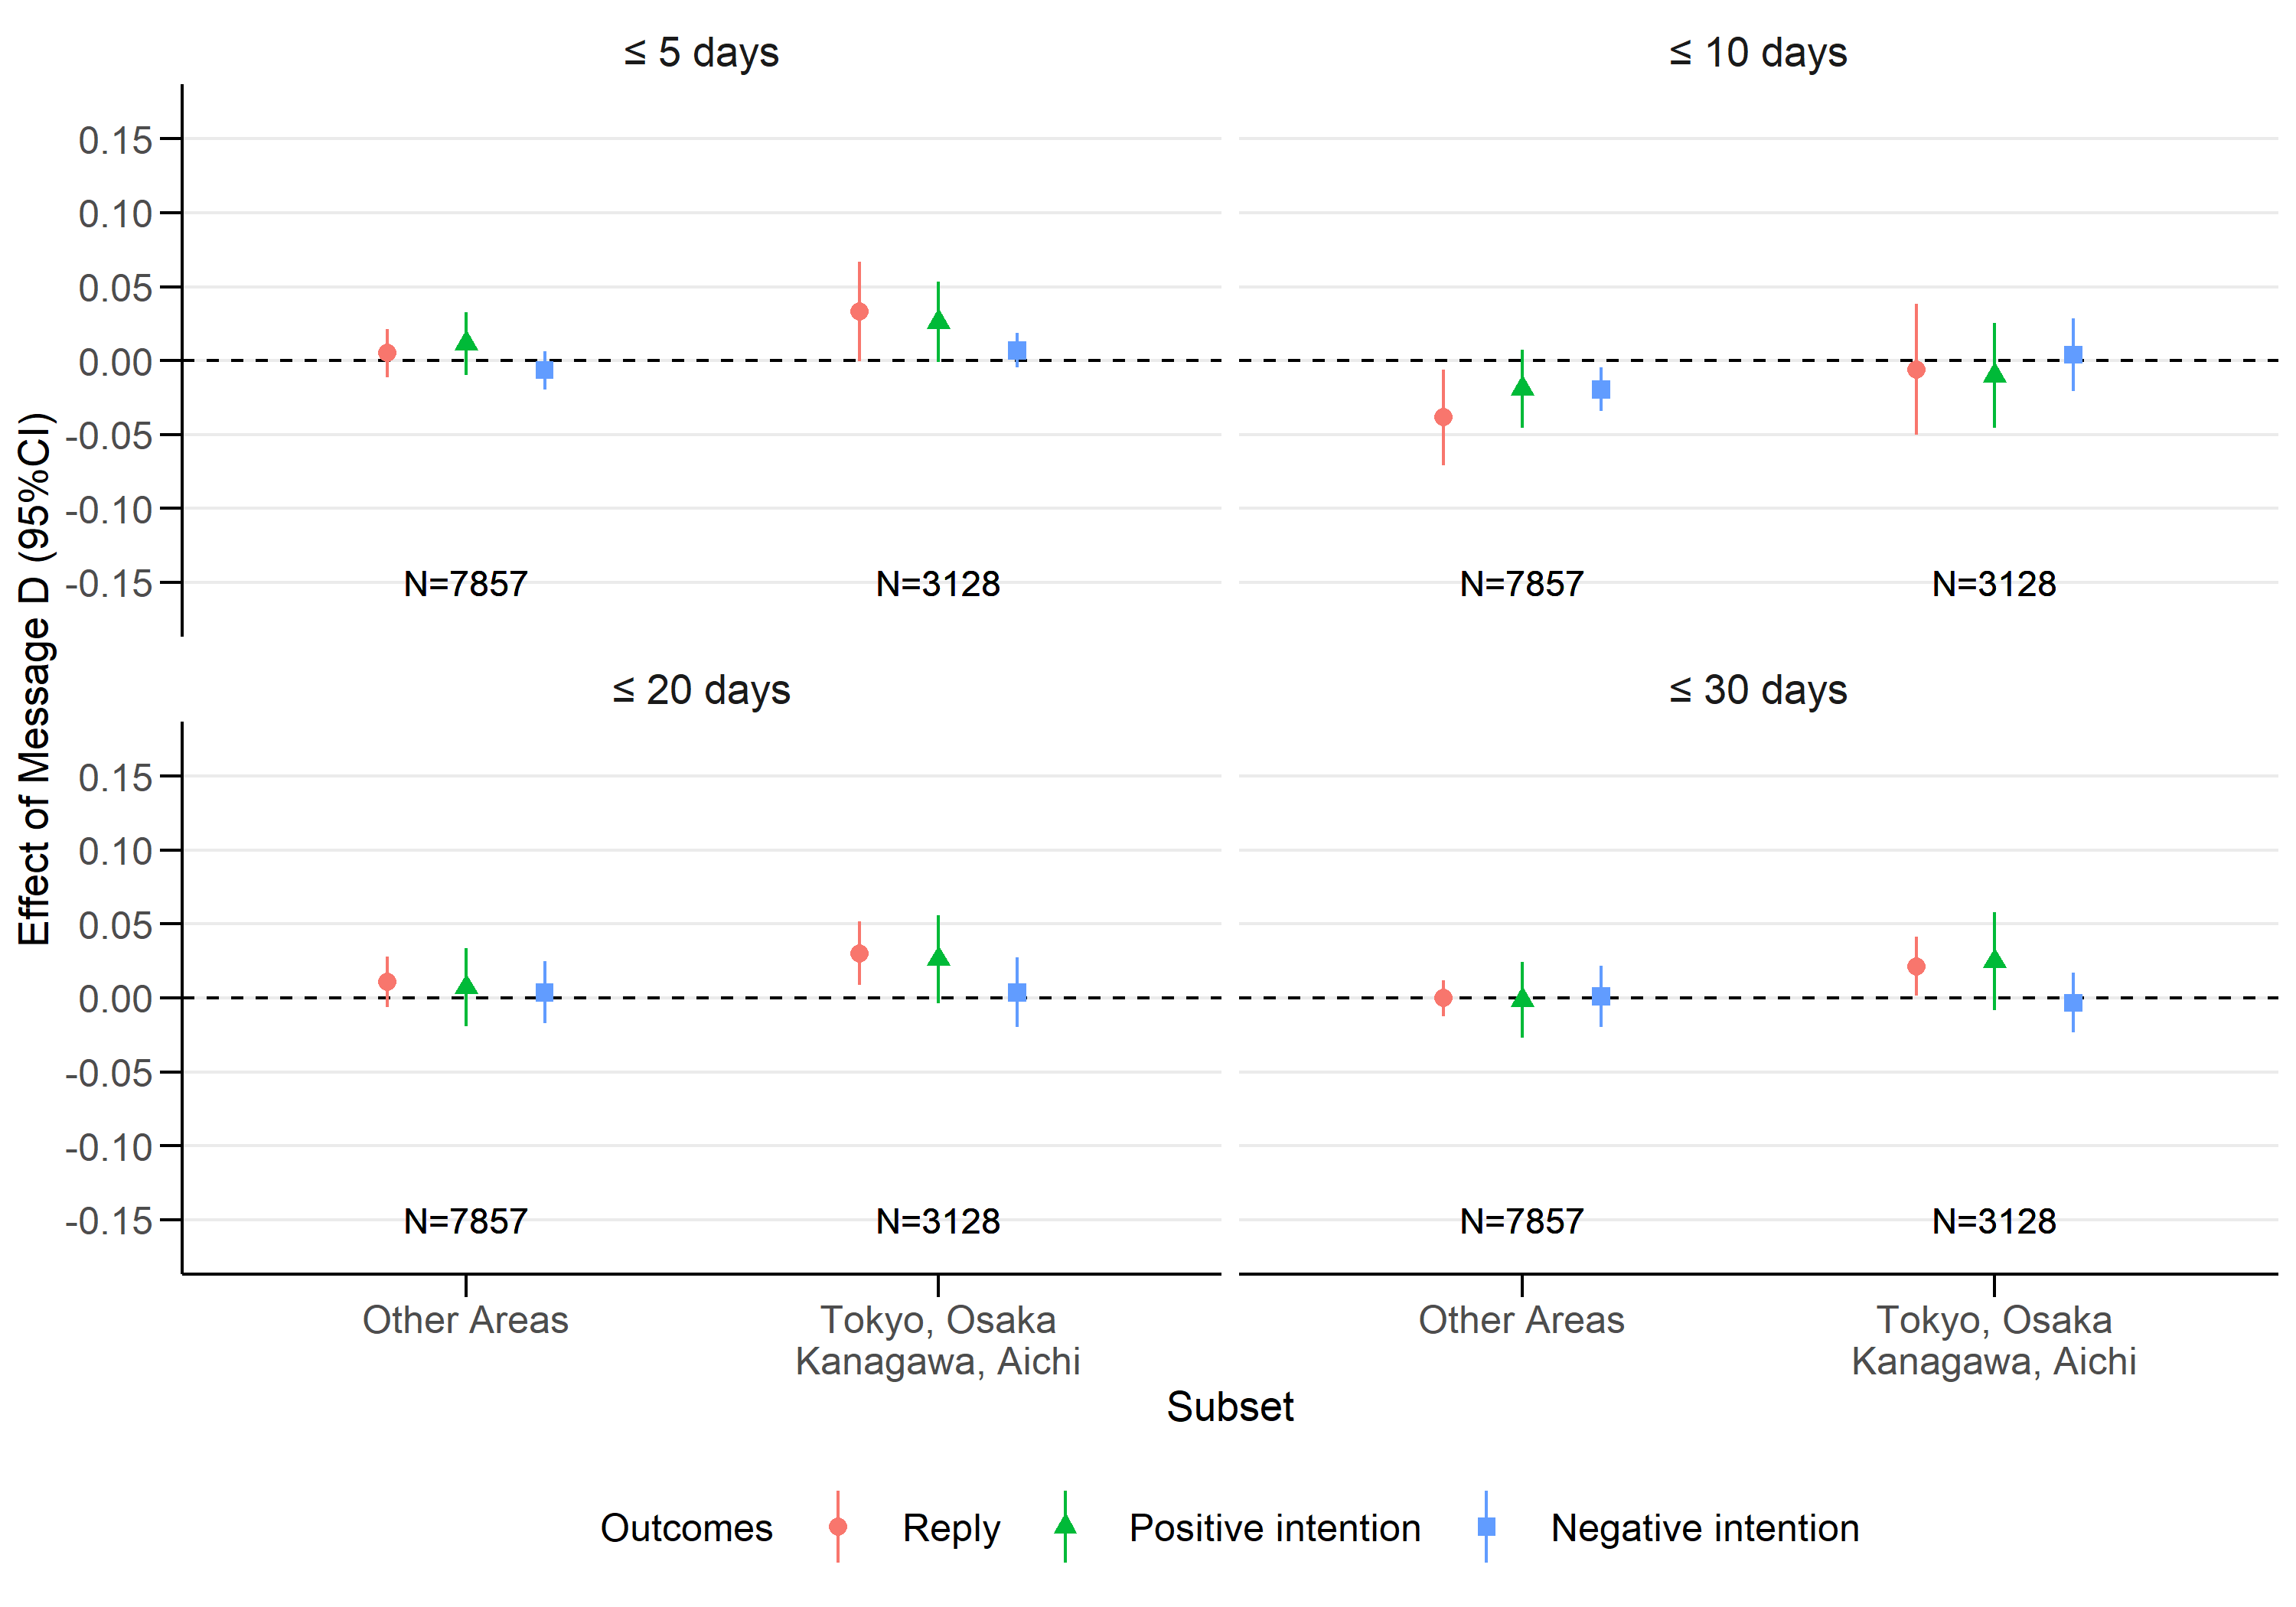 ≤ 5 days
≤ 10 days
0.15
0.10
0.05
0.00
-0.05
-0.10
-0.15
N=7857
N=3128
N=7857
N=3128
Effect of Message D (95%CI)
≤ 20 days
≤ 30 days
0.15
0.10
0.05
0.00
-0.05
-0.10
-0.15
N=7857
N=3128
N=7857
N=3128
Other Areas
Tokyo, Osaka
Kanagawa, Aichi
Other Areas
Tokyo, Osaka
Kanagawa, Aichi
Subset
Outcomes
Reply
Positive intention
Negative intention